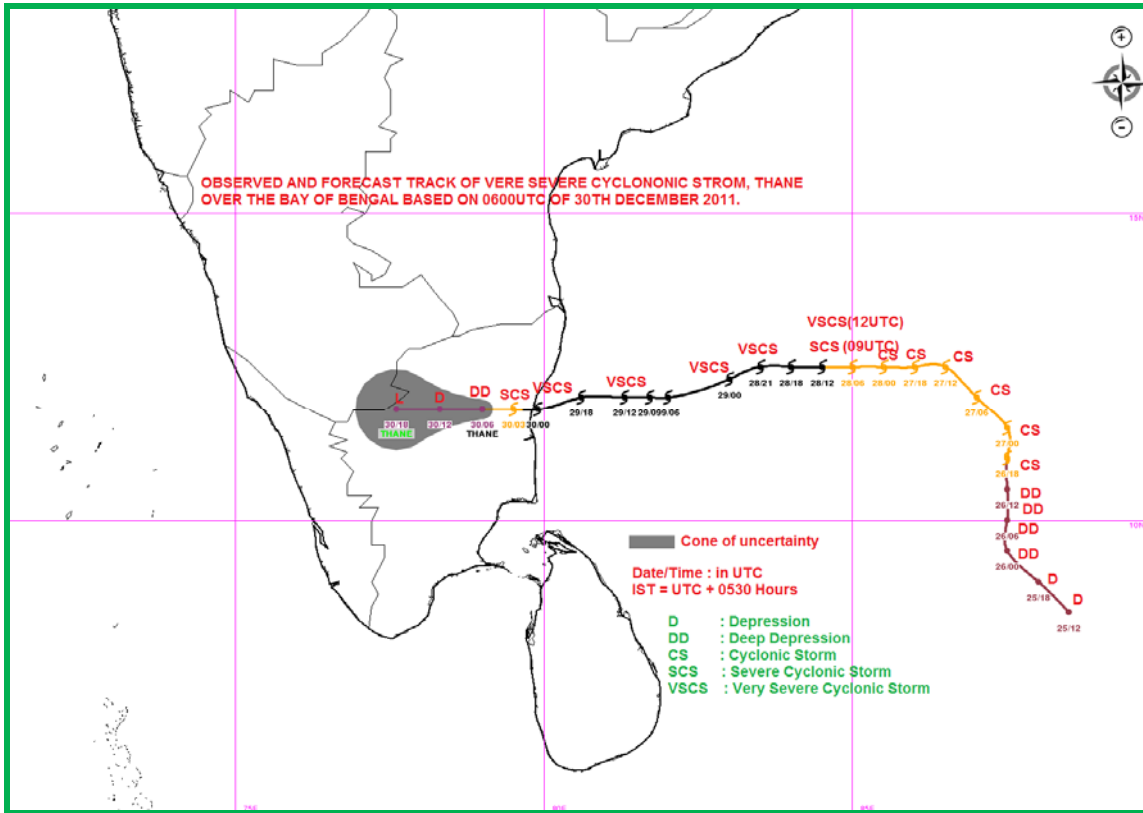 OBSERVED AND FORECAST TRACK OF VERE SEVERE CYCLONONIC STROM, THANE
OVER THE BAY OF BENGAL BASED ON 0600UTC OF 30TH DECEMBER 2011.
15N
VSCS(12UTC)
SCS (09UTC)
CS
CS
CS
VSCS
VSCS
VSCS
VSCS
SCS
DD
D
L
28/21
28/18
28/12
28/06
28/00
27/18
27/12
29/00
29/18
29/12
29/09
29/06
30/18
30/12
30/06
30/03
30/00
THANE
THANE
CS
27/06
CS
27/00
CS
26/18
DD
26/12
DD
10N
26/06
DD
DD
26/00
D
25/18
D
25/12
Cone of uncertainty
Date/Time : in UTC
IST = UTC + 0530 Hours
D : Depression
DD : Deep Depression
CS : Cyclonic Storm
SCS : Severe Cyclonic Storm
VSCS : Very Severe Cyclonic Storm